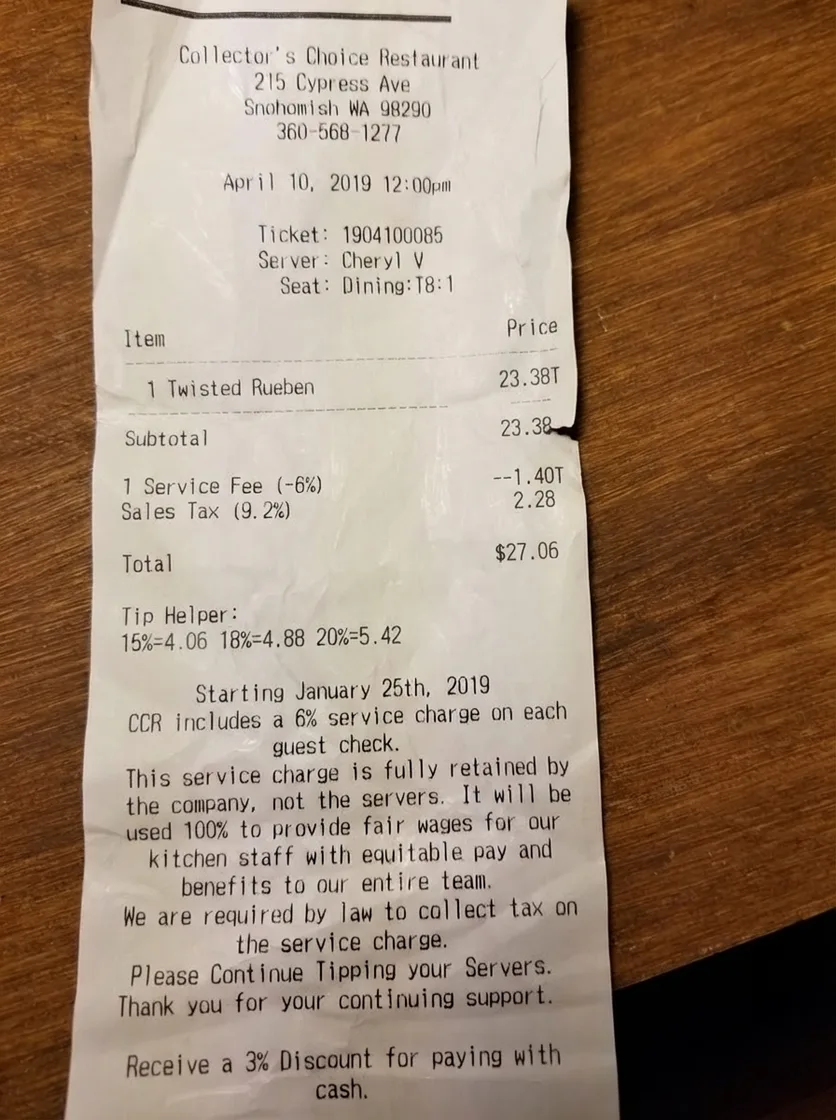 Collector's Choice Restaurant
215 Cypress Ave
Snohomish WA 98290
360-568-1277
April 10, 2019 12:00pm
Ticket: 1904100085
Server: Cheryl V
Seat: Dining:T8:1
Item Price
1 Twisted Rueben 23.38T
Subtotal 23.38
1 Service Fee (-6%) --1.40T
Sales Tax (9.2%) 2.28
Total $27.06
Tip Helper:
15%=4.06 18%=4.88 20%=5.42
Starting January 25th, 2019
CCR includes a 6% service charge on each
guest check.
This service charge is fully retained by
the company, not the servers. It will be
used 100% to provide fair wages for our
kitchen staff with equitable pay and
benefits to our entire team.
We are required by law to collect tax on
the service charge.
Please Continue Tipping your Servers.
Thank you for your continuing support.
Receive a 3% Discount for paying with
cash.